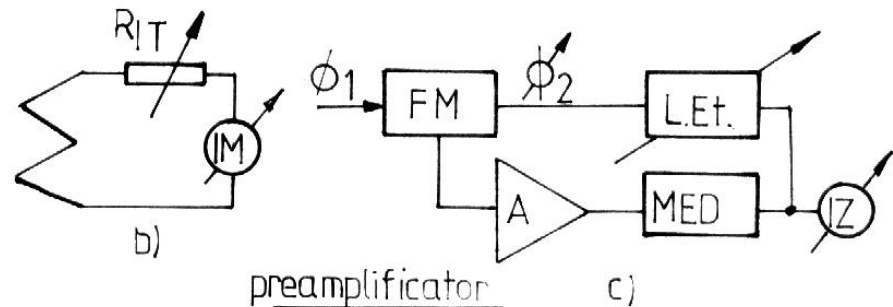 R_IT
IM
b)
ϕ1
FM
ϕ2
L.Et.
A
MED
IZ
preamplificator
c)